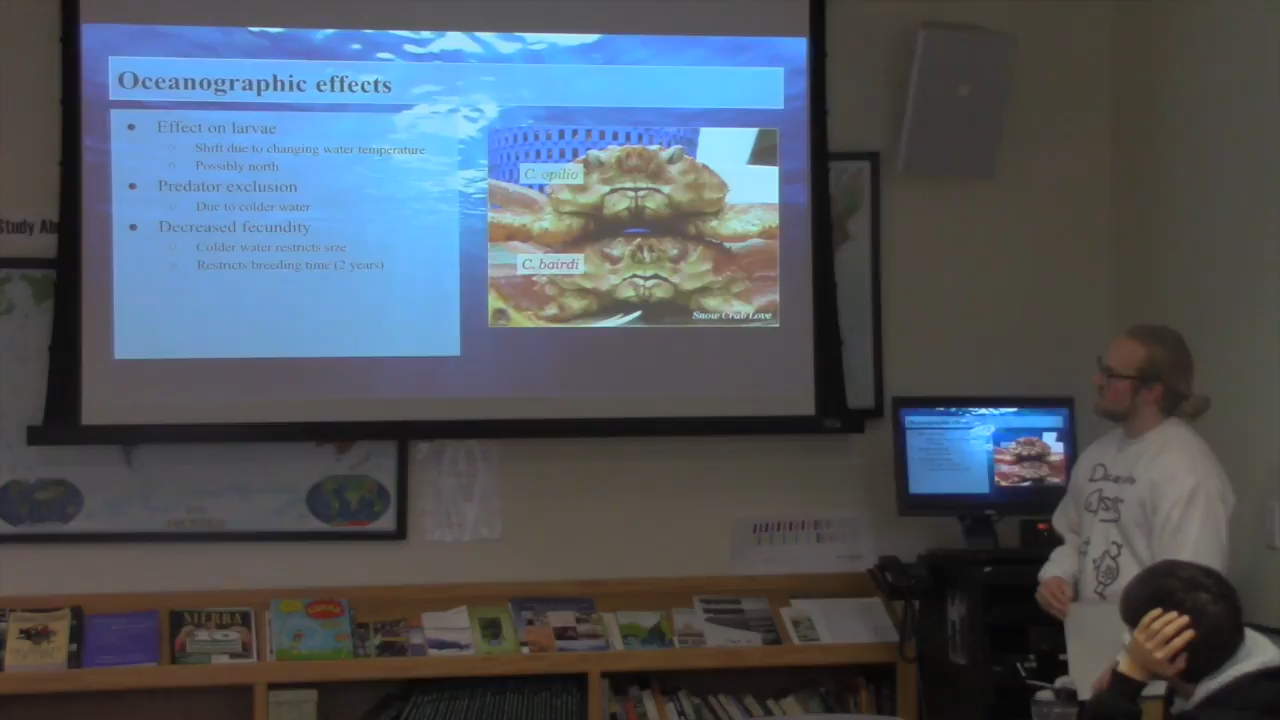 Oceanographic effects
● Effect on larvae
○ Shift due to changing water temperature
○ Possibly north
● Predator exclusion
○ Due to colder water
● Decreased fecundity
○ Colder water restricts size
○ Restricts breeding time (2 years)
C. opilio
C. bairdi
Snow Crab Love
Study Ab
SIERRA